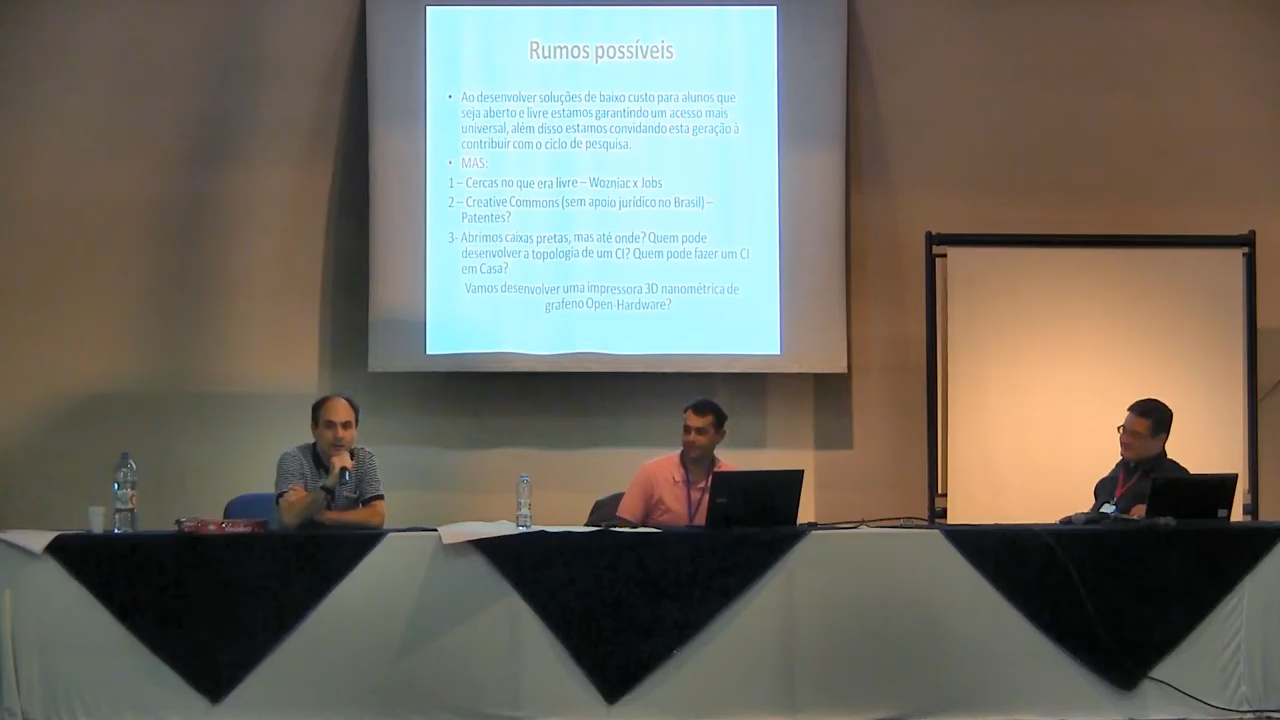 Rumos possíveis
• Ao desenvolver soluções de baixo custo para alunos que
seja aberto e livre estamos garantindo um acesso mais
universal, além disso estamos convidando esta geração à
contribuir com o ciclo de pesquisa.
• MAS:
1 – Cercas no que era livre – Wozniac x Jobs
2 – Creative Commons (sem apoio jurídico no Brasil) –
Patentes?
3- Abrimos caixas pretas, mas até onde? Quem pode
desenvolver a topologia de um CI? Quem pode fazer um CI
em Casa?
Vamos desenvolver uma impressora 3D nanométrica de
grafeno Open-Hardware?